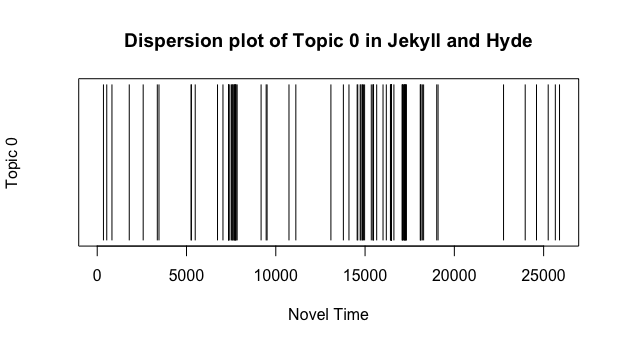 Dispersion plot of Topic 0 in Jekyll and Hyde
Topic 0
0 5000 10000 15000 20000 25000
Novel Time